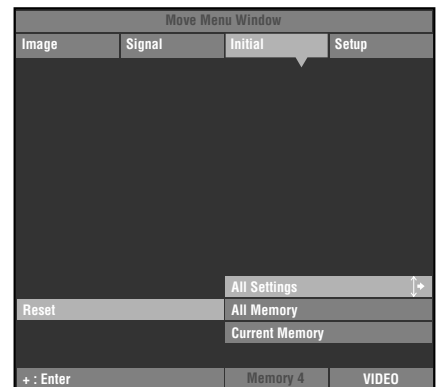 Move Menu Window
Image Signal Initial Setup
All Settings
Reset All Memory
Current Memory
+ : Enter Memory 4 VIDEO